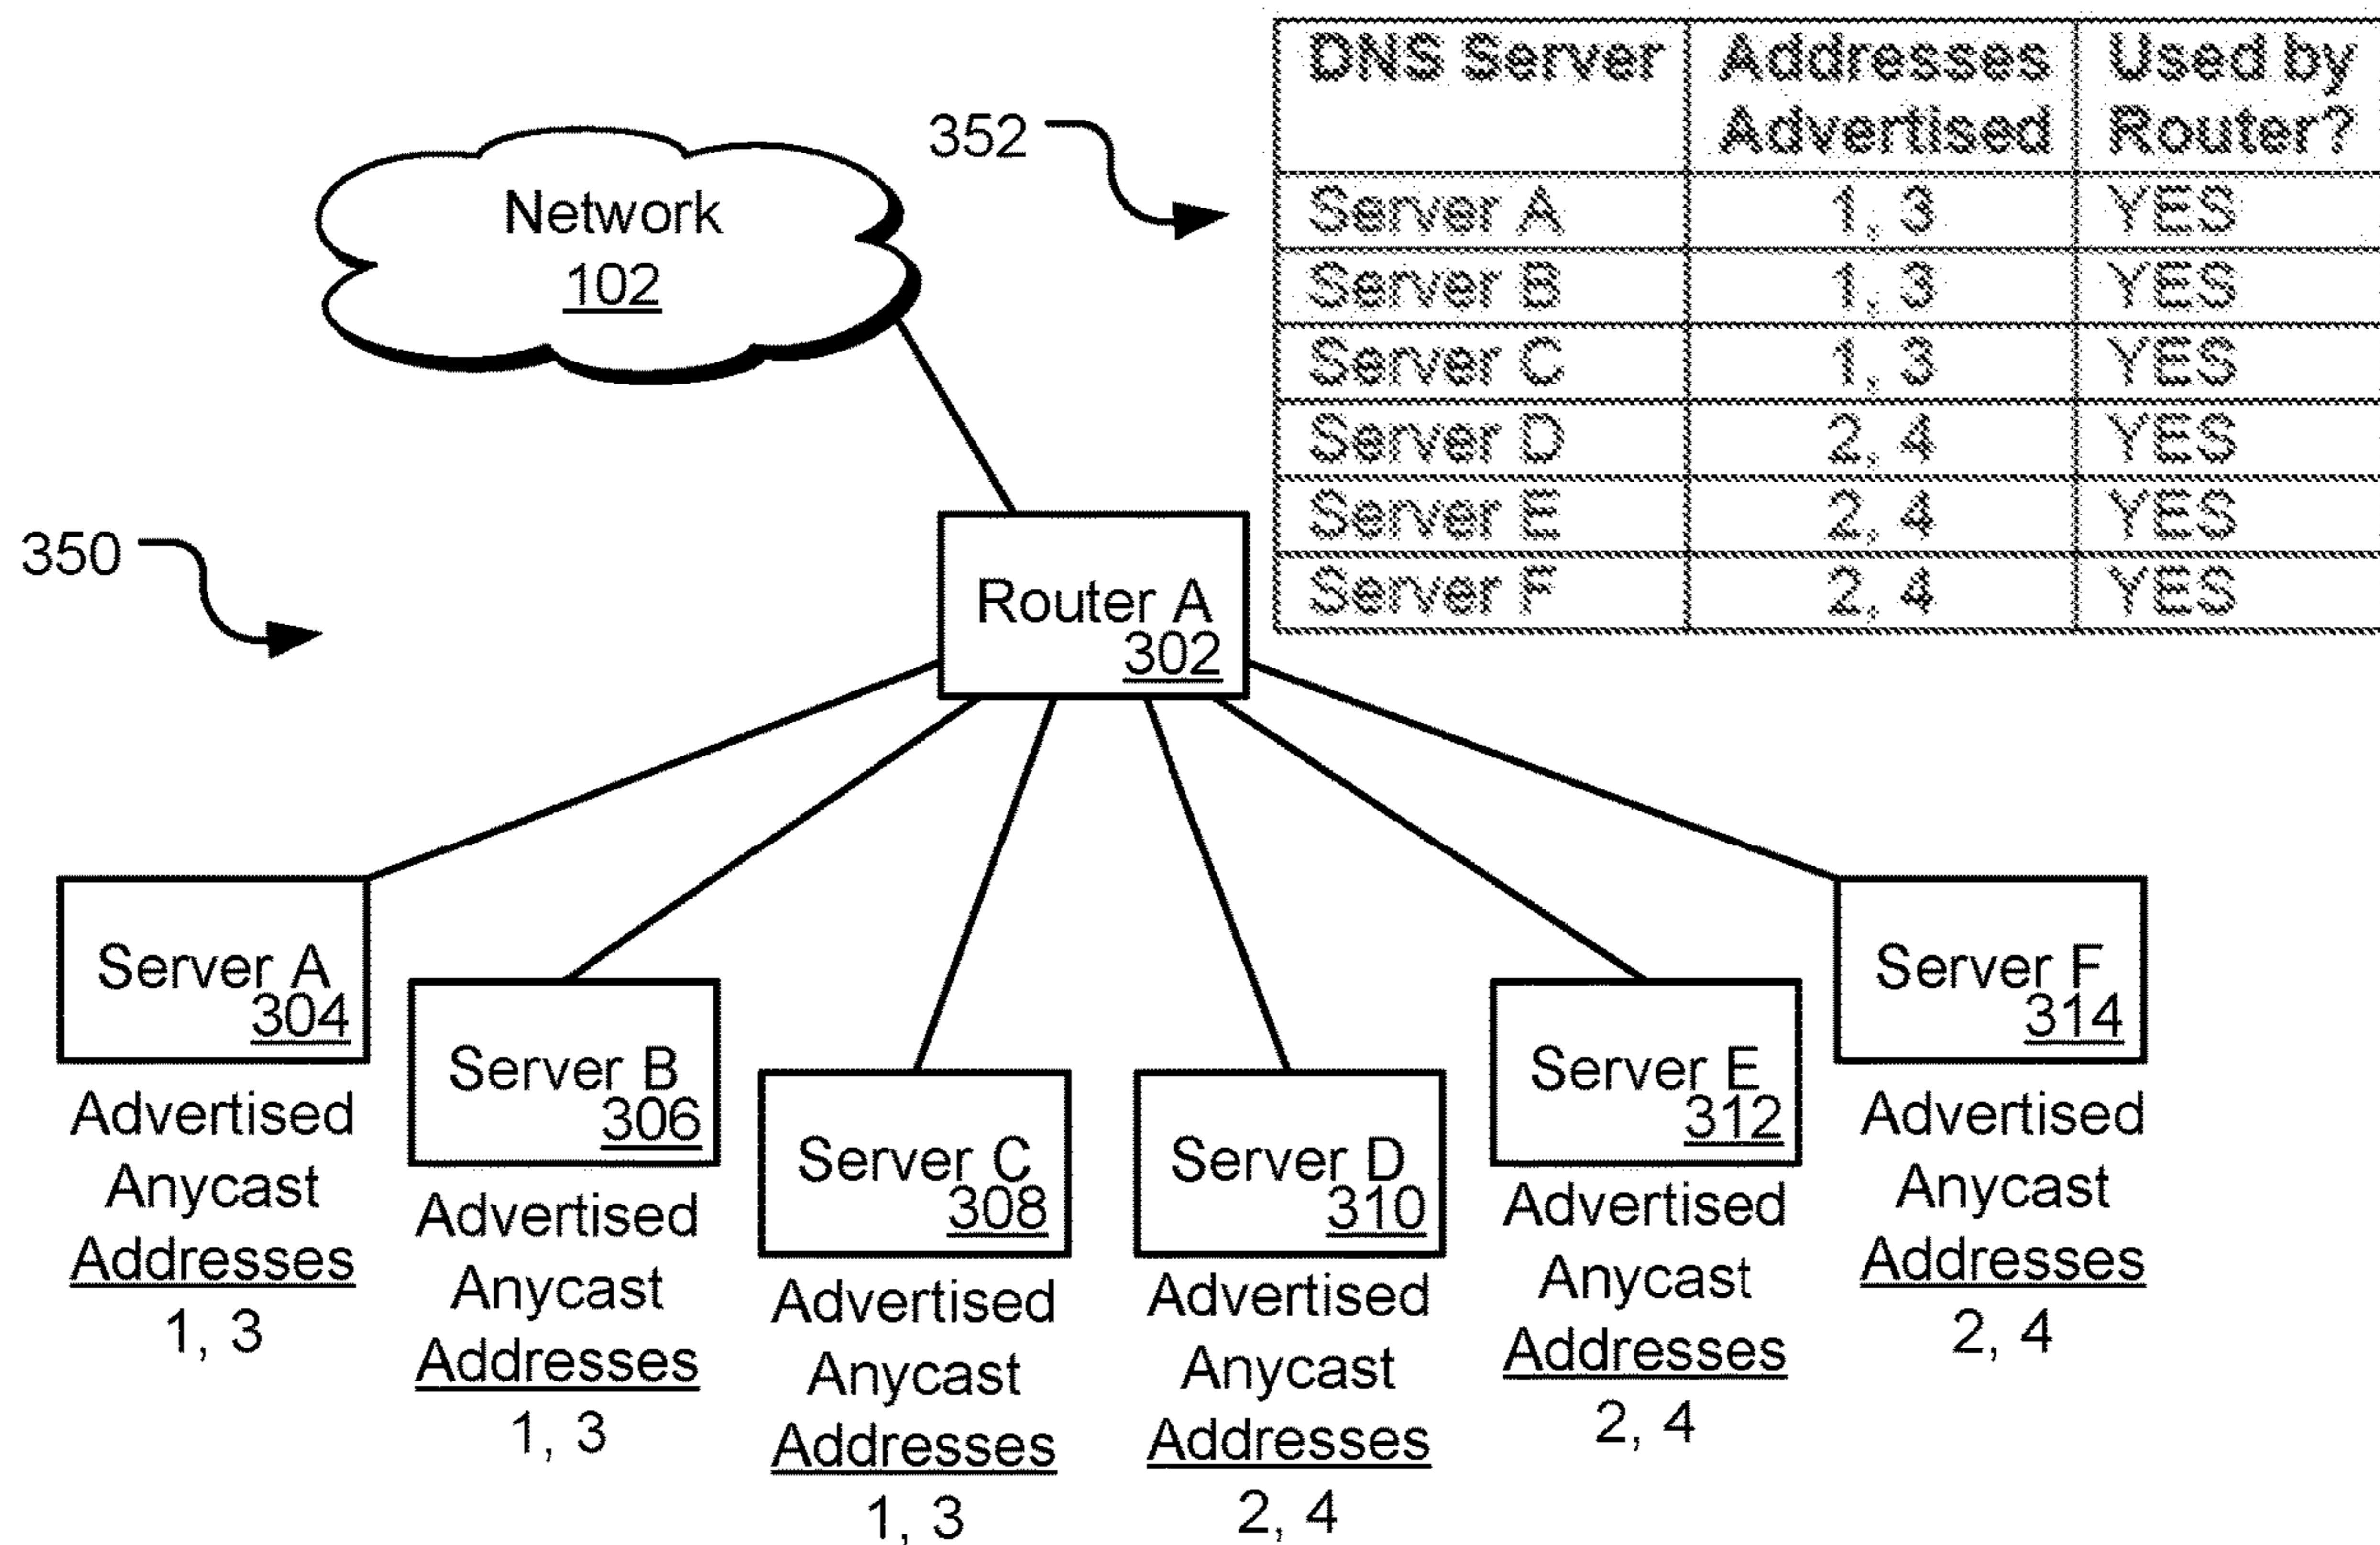 352
DNS Server Addresses Advertised Used by Router?
Server A 1, 3 YES
Server B 1, 3 YES
Server C 1, 3 YES
Server D 2, 4 YES
Server E 2, 4 YES
Server F 2, 4 YES
Network
102
350
Router A
302
Server A
304
Advertised
Anycast
Addresses
1, 3
Server B
306
Advertised
Anycast
Addresses
1, 3
Server C
308
Advertised
Anycast
Addresses
1, 3
Server D
310
Advertised
Anycast
Addresses
2, 4
Server E
312
Advertised
Anycast
Addresses
2, 4
Server F
314
Advertised
Anycast
Addresses
2, 4